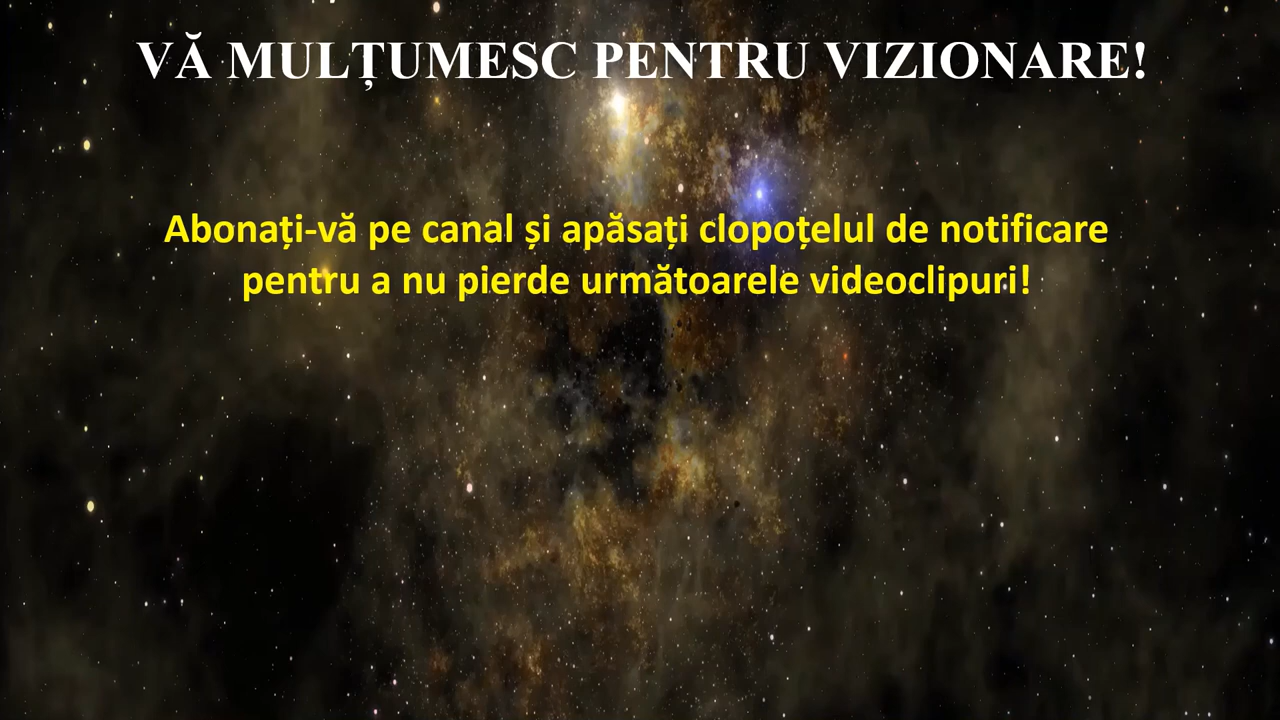 VĂ MULȚUMESC PENTRU VIZIONARE!
Abonați-vă pe canal și apăsați clopoțelul de notificare
pentru a nu pierde următoarele videoclipuri!